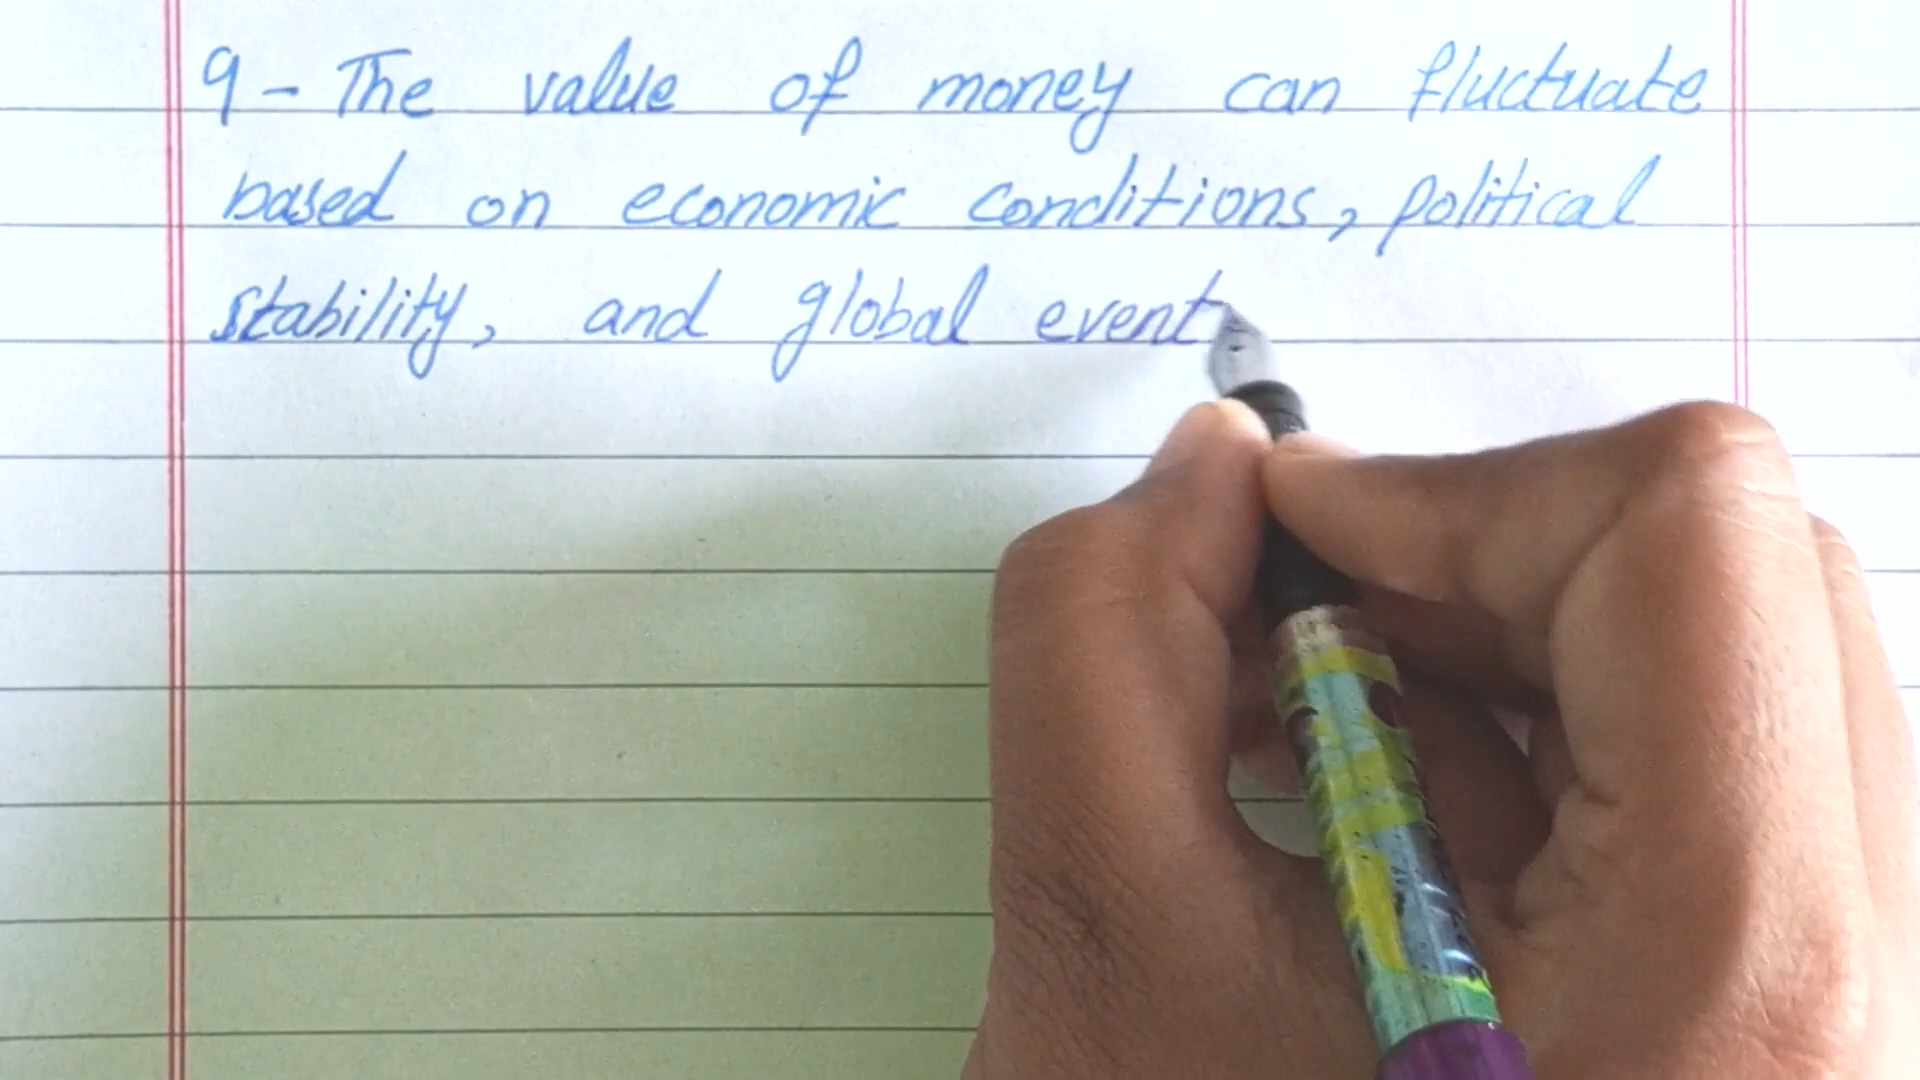 9- The value of money can fluctuate
based on economic conditions, political
stability, and global event